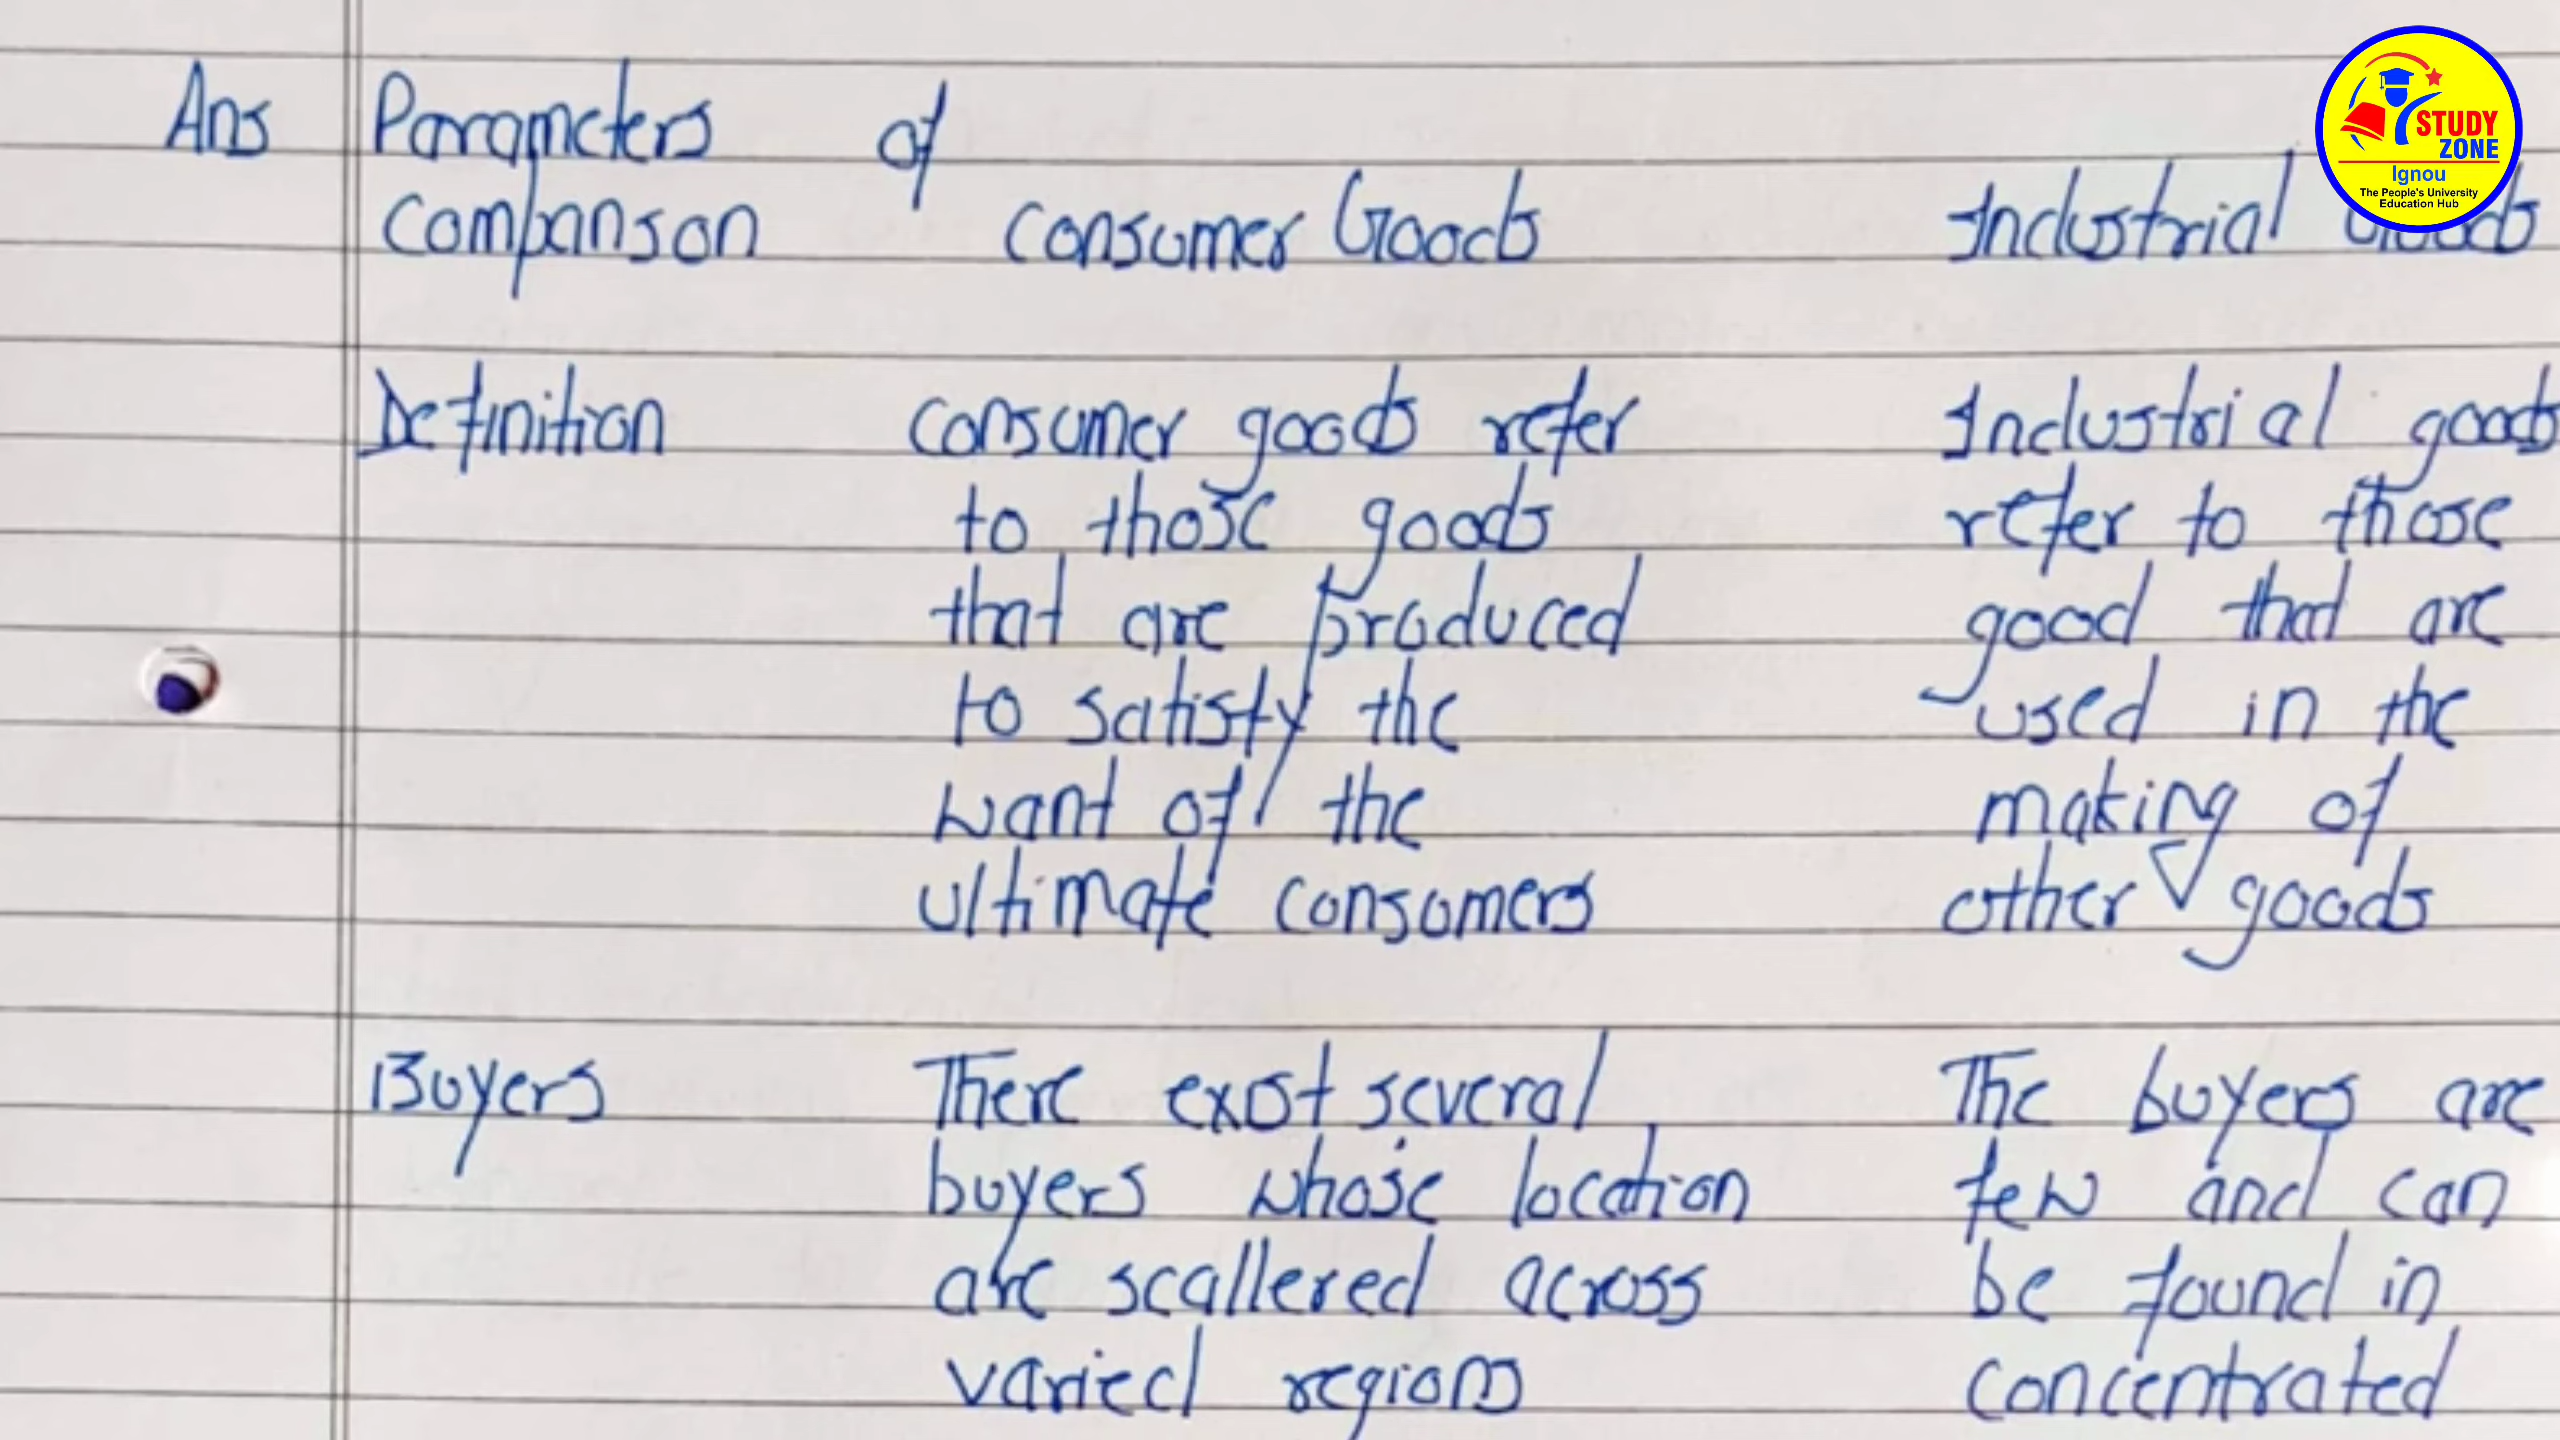 Ans Parameters of
comparison consumer Goods Industrial Goods
Definition consumer goods refer Industrial goods
to those goods refer to those
that are produced good that are
to satisfy the used in the
want of the making of
ultimate consumers other goods
Buyers There exist several The buyers are
buyers whose location few and can
are scattered across be found in
varied regions concentrated
STUDY
ZONE
Ignou
The People's University
Education Hub